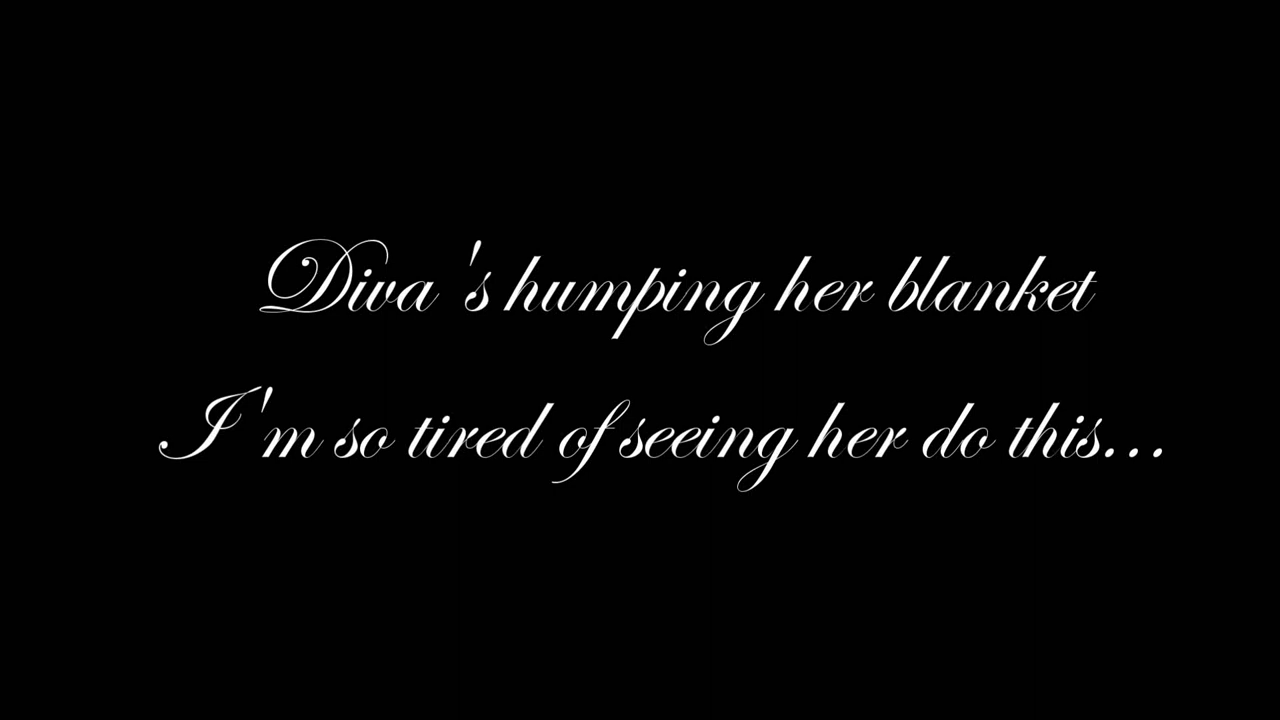 Diva's humping her blanket
I'm so tired of seeing her do this...